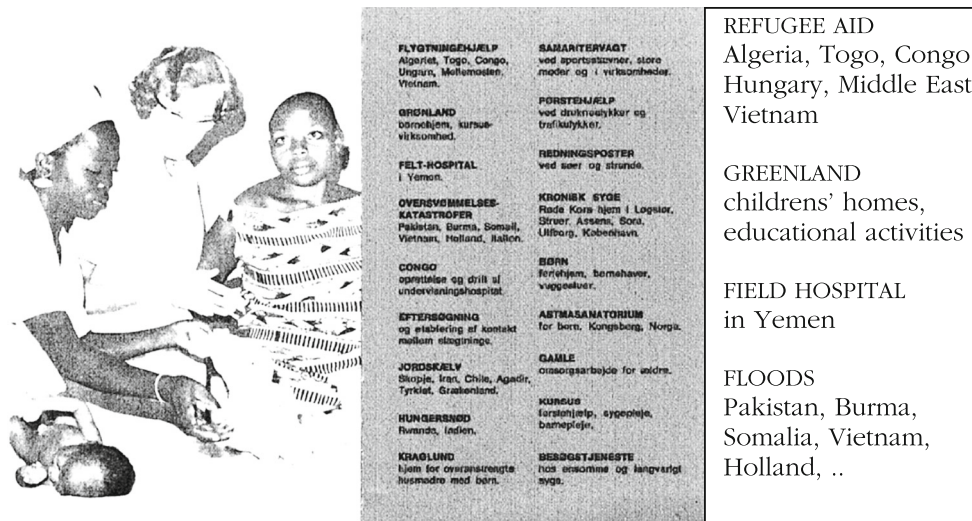 FLYGTNINGEHJÆLP
Algeriet, Togo, Congo,
Ungarn, Mellemøsten,
Vietnam.
GRØNLAND
børnehjem, kursus-
virksomhed.
FELT-HOSPITAL
i Yemen.
OVERSVØMMELSES-
KATASTROFER
Pakistan, Burma, Somali,
Vietnam, Holland, Italien.
CONGO
oprettelse og drift af
undervisningshospital.
EFTERSØGNING
og etablering af kontakt
mellem slægtninge.
JORDSKÆLV
Skopje, Iran, Chile, Agadir,
Tyrkiet, Grækenland.
HUNGERSNØD
Rwanda, Indien.
KRAGLUND
hjem for overanstrengte
husmødre med børn.
SAMARITERVAGT
ved sportsstævner, store
møder og i virksomheder.
FØRSTEHJÆLP
ved drukneulykker og
trafikulykker.
REDNINGSPOSTER
ved søer og strande.
KRONISK SYGE
Røde Kors hjem i Løgstør,
Struer, Assens, Sorø,
Ulfborg, København.
BØRN
feriehjem, børnehaver,
vuggestuer.
ASTMASANATORIUM
for børn, Kongsberg, Norge.
GAMLE
omsorgsarbejde for ældre.
KURSUS
førstehjælp, sygepleje,
barnepleje.
BESØGSTJENESTE
hos ensomme og langvarigt
syge.
REFUGEE AID
Algeria, Togo, Congo
Hungary, Middle East
Vietnam
GREENLAND
childrens’ homes,
educational activities
FIELD HOSPITAL
in Yemen
FLOODS
Pakistan, Burma,
Somalia, Vietnam,
Holland, ..